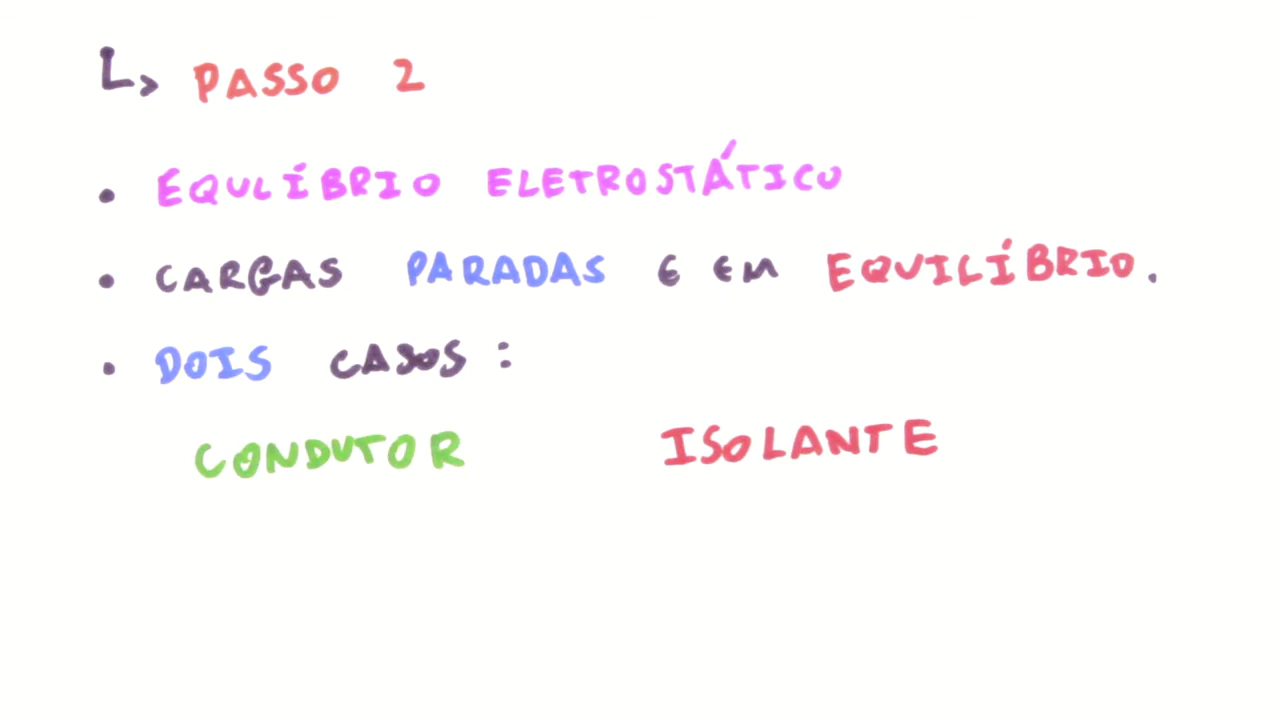 ↳ PASSO 2
• EQULÍBRIO ELETROSTÁTICO
• CARGAS PARADAS E EM EQUILÍBRIO.
• DOIS CASOS:
CONDUTOR ISOLANTE